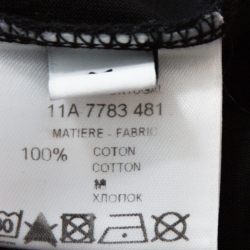 11A 7783 481
MATIERE - FABRIC
100% COTON
COTTON
ХЛОПОК